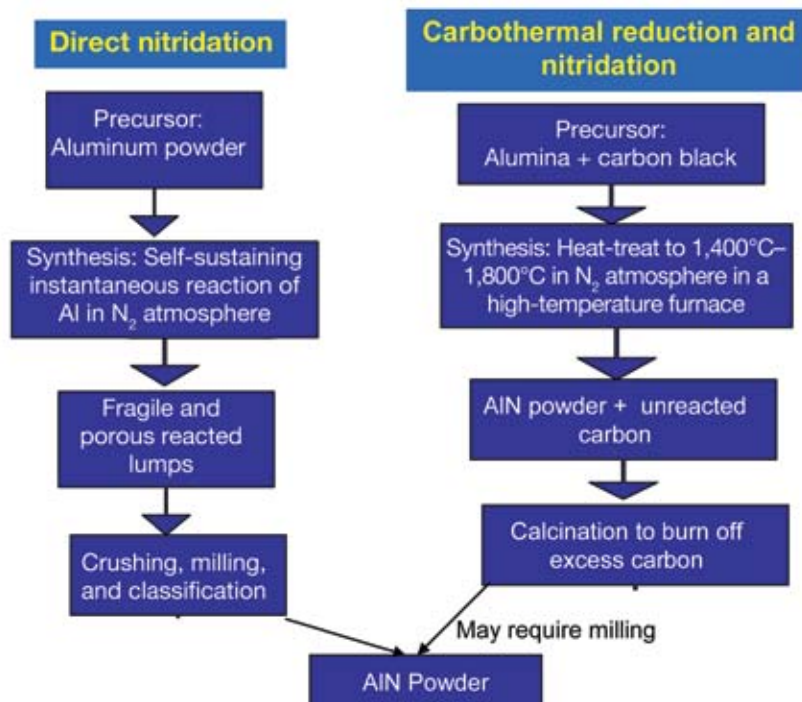 Direct nitridation
Precursor:
Aluminum powder
Synthesis: Self-sustaining
instantaneous reaction of
Al in N₂ atmosphere
Fragile and
porous reacted
lumps
Crushing, milling,
and classification
Carbothermal reduction and
nitridation
Precursor:
Alumina + carbon black
Synthesis: Heat-treat to 1,400°C–
1,800°C in N₂ atmosphere in a
high-temperature furnace
AlN powder + unreacted
carbon
Calcination to burn off
excess carbon
May require milling
AlN Powder